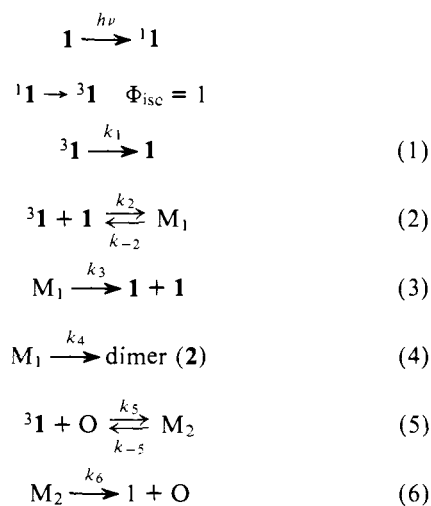 1 hν→ ¹1
¹1 → ³1 Φisc = 1
³1 k₁→ 1 (1)
³1 + 1 k₂⇌k₋₂ M₁ (2)
M₁ k₃→ 1 + 1 (3)
M₁ k₄→ dimer (2) (4)
³1 + O k₅⇌k₋₅ M₂ (5)
M₂ k₆→ 1 + O (6)